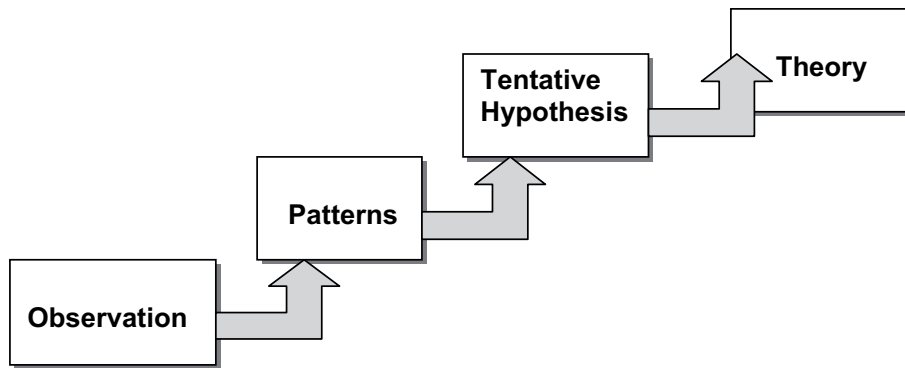 Theory
Tentative
Hypothesis
Patterns
Observation